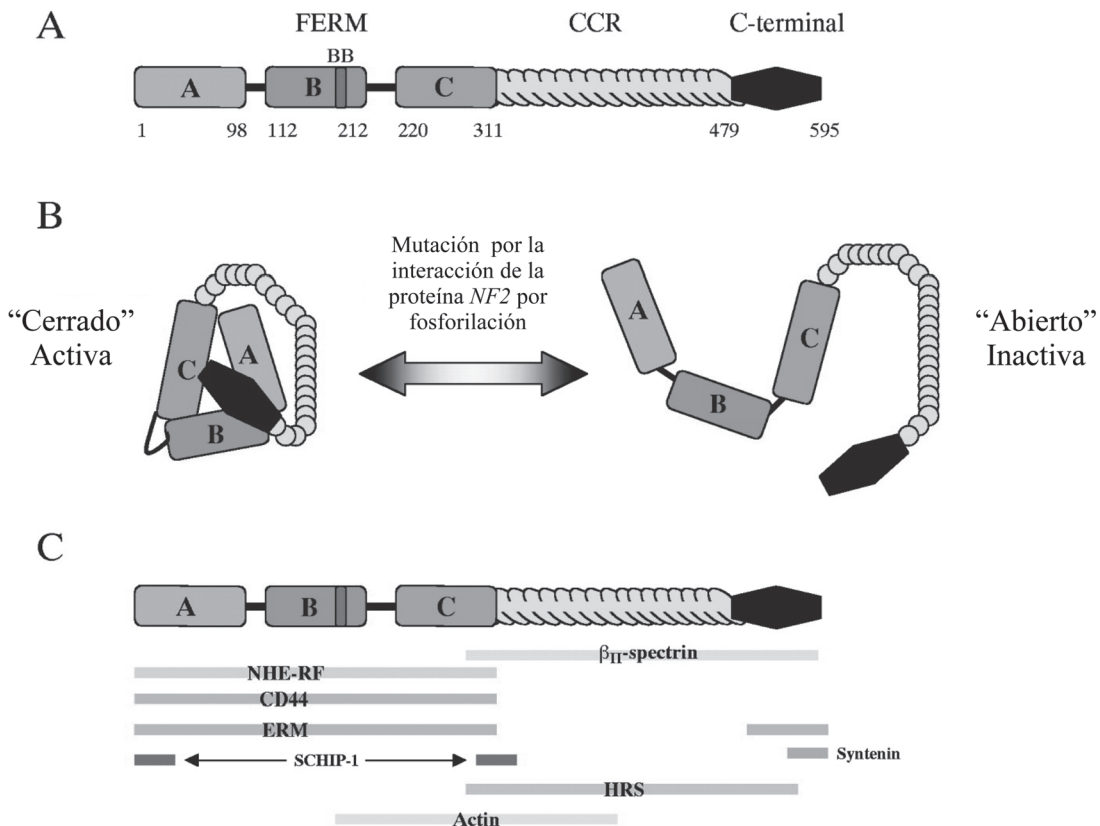 A
FERM
CCR
C-terminal
BB
A
B
C
1
98
112
212
220
311
479
595
B
“Cerrado”
Activa
C
A
B
Mutación por la
interacción de la
proteína NF2 por
fosforilación
A
B
C
“Abierto”
Inactiva
C
A
B
C
βII-spectrin
NHE-RF
CD44
ERM
SCHIP-1
Syntenin
HRS
Actin